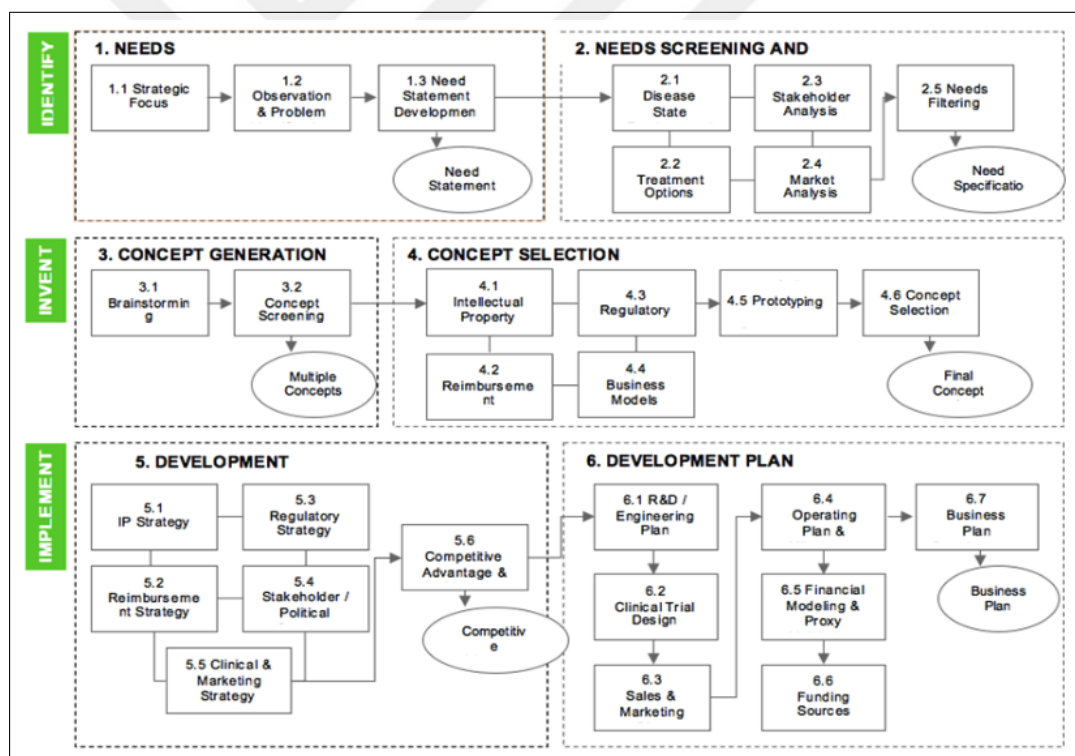 IDENTIFY
1. NEEDS
1.1 Strategic
Focus
1.2
Observation
& Problem
1.3 Need
Statement
Developmen
Need
Statement
2. NEEDS SCREENING AND
2.1
Disease
State
2.3
Stakeholder
Analysis
2.5 Needs
Filtering
2.2
Treatment
Options
2.4
Market
Analysis
Need
Specificatio
INVENT
3. CONCEPT GENERATION
3.1
Brainstormin
g
3.2
Concept
Screening
Multiple
Concepts
4. CONCEPT SELECTION
4.1
Intellectual
Property
4.3
Regulatory
4.5 Prototyping
4.6 Concept
Selection
4.2
Reimburseme
nt
4.4
Business
Models
Final
Concept
IMPLEMENT
5. DEVELOPMENT
5.1
IP Strategy
5.3
Regulatory
Strategy
5.2
Reimburseme
nt Strategy
5.4
Stakeholder /
Political
5.5 Clinical &
Marketing
Strategy
5.6
Competitive
Advantage &
Competitiv
e
6. DEVELOPMENT PLAN
6.1 R&D /
Engineering
Plan
6.4
Operating
Plan &
6.7
Business
Plan
6.2
Clinical Trial
Design
6.5 Financial
Modeling &
Proxy
Business
Plan
6.3
Sales &
Marketing
6.6
Funding
Sources